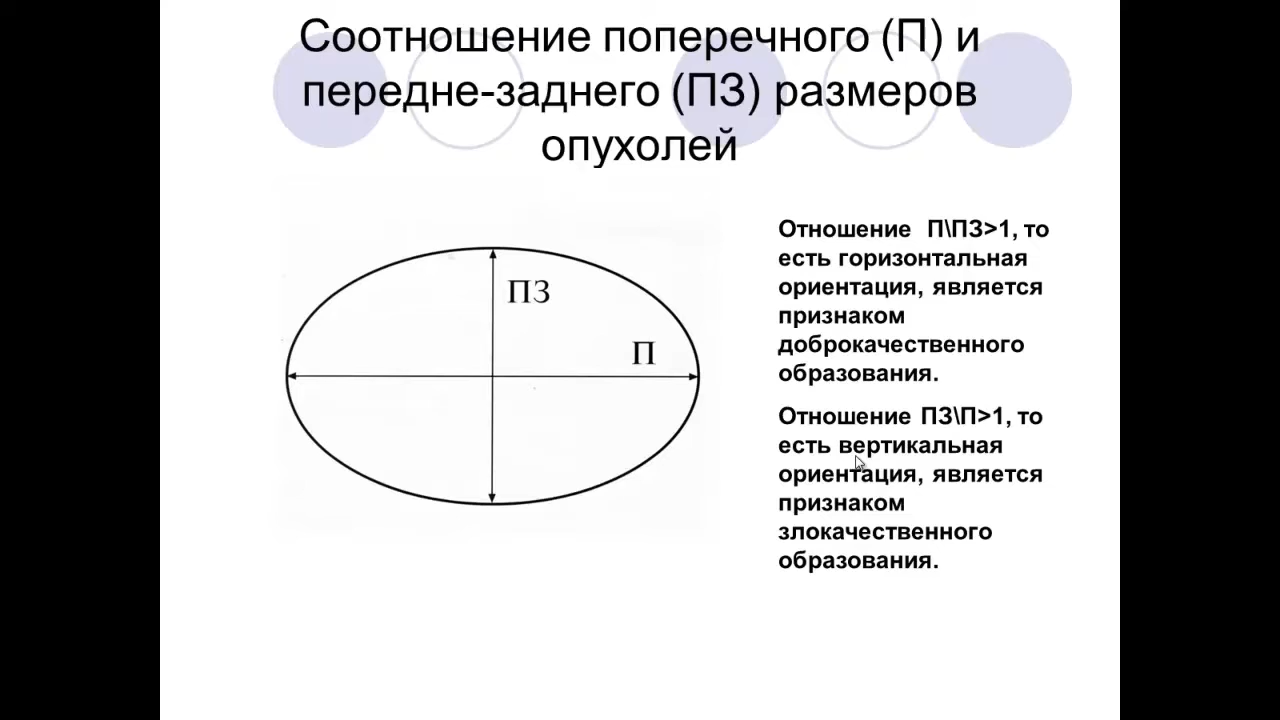 Соотношение поперечного (П) и
передне-заднего (ПЗ) размеров
опухолей
ПЗ
П
Отношение П\ПЗ>1, то
есть горизонтальная
ориентация, является
признаком
доброкачественного
образования.
Отношение ПЗ\П>1, то
есть вертикальная
ориентация, является
признаком
злокачественного
образования.